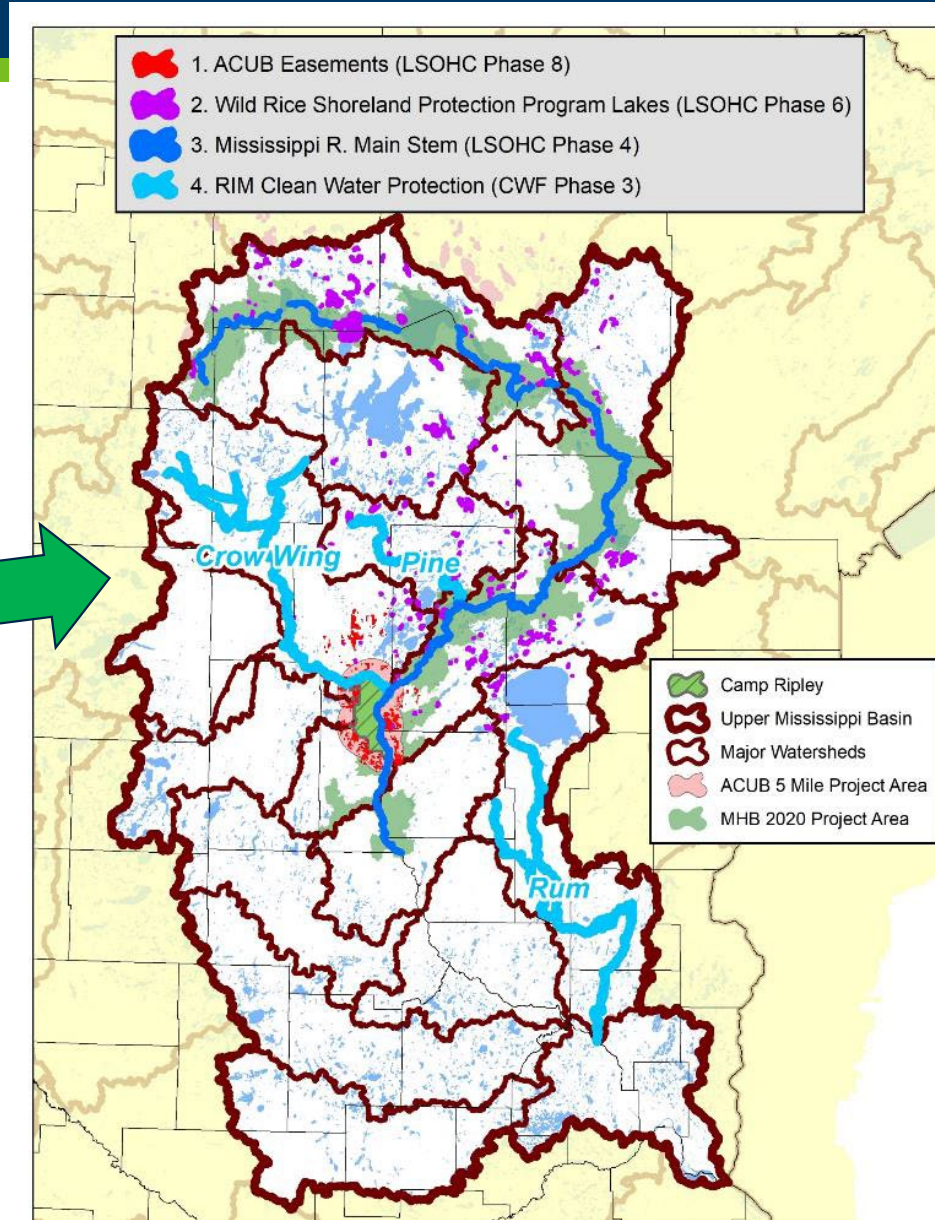 1. ACUB Easements (LSOHC Phase 8)
2. Wild Rice Shoreland Protection Program Lakes (LSOHC Phase 6)
3. Mississippi R. Main Stem (LSOHC Phase 4)
4. RIM Clean Water Protection (CWF Phase 3)
Crow Wing
Pine
Camp Ripley
Upper Mississippi Basin
Major Watersheds
ACUB 5 Mile Project Area
MHB 2020 Project Area
Rum